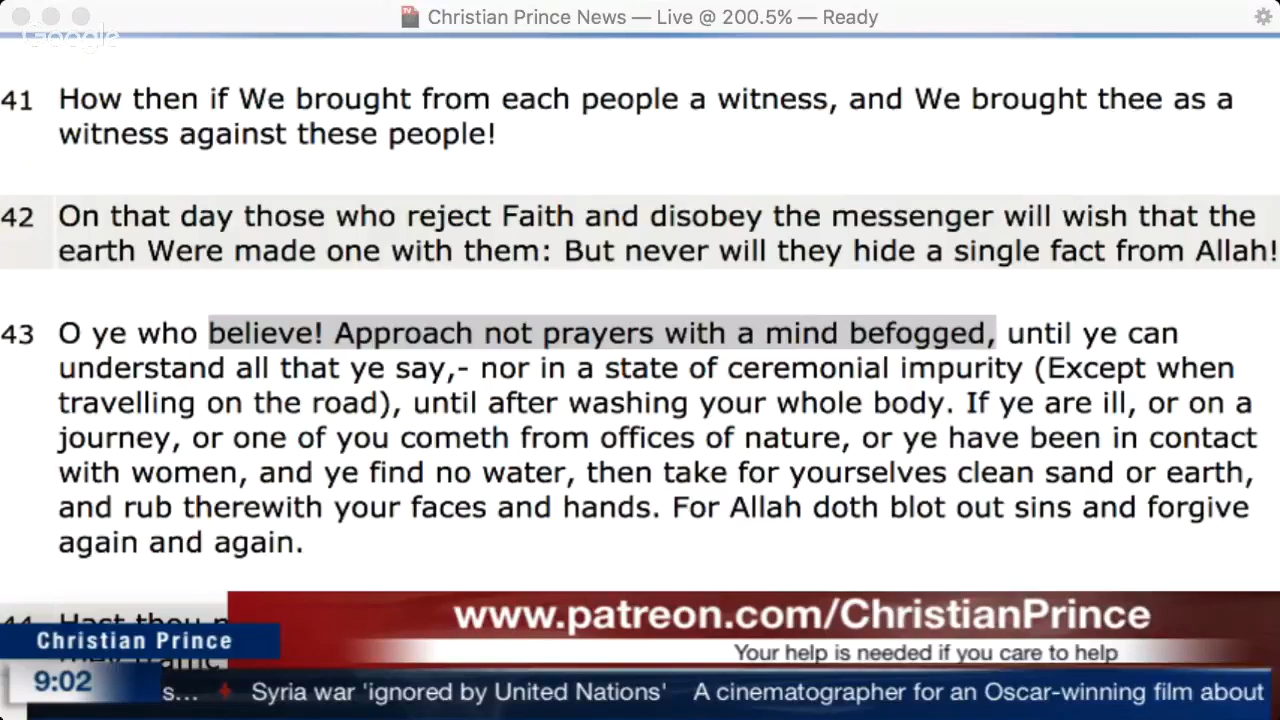 Christian Prince News — Live @ 200.5% — Ready
Google
41 How then if We brought from each people a witness, and We brought thee as a
witness against these people!
42 On that day those who reject Faith and disobey the messenger will wish that the
earth Were made one with them: But never will they hide a single fact from Allah!
43 O ye who believe! Approach not prayers with a mind befogged, until ye can
understand all that ye say,- nor in a state of ceremonial impurity (Except when
travelling on the road), until after washing your whole body. If ye are ill, or on a
journey, or one of you cometh from offices of nature, or ye have been in contact
with women, and ye find no water, then take for yourselves clean sand or earth,
and rub therewith your faces and hands. For Allah doth blot out sins and forgive
again and again.
44 Hast thou
www.patreon.com/ChristianPrince
Christian Prince
Your help is needed if you care to help
they traffic
9:02
s... Syria war 'ignored by United Nations' A cinematographer for an Oscar-winning film about